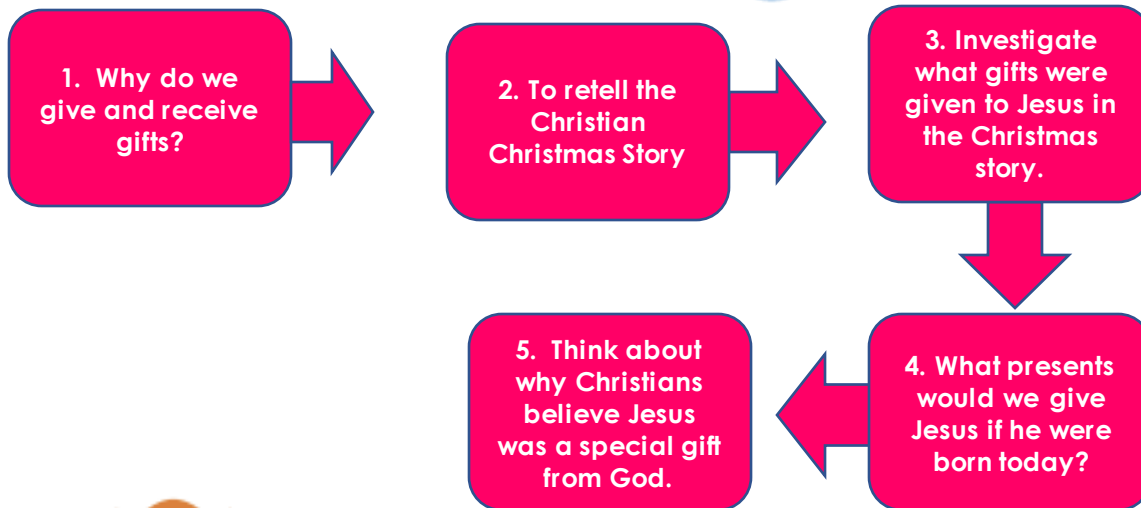 1. Why do we
give and receive
gifts?
2. To retell the
Christian
Christmas Story
3. Investigate
what gifts were
given to Jesus in
the Christmas
story.
4. What presents
would we give
Jesus if he were
born today?
5. Think about
why Christians
believe Jesus
was a special gift
from God.